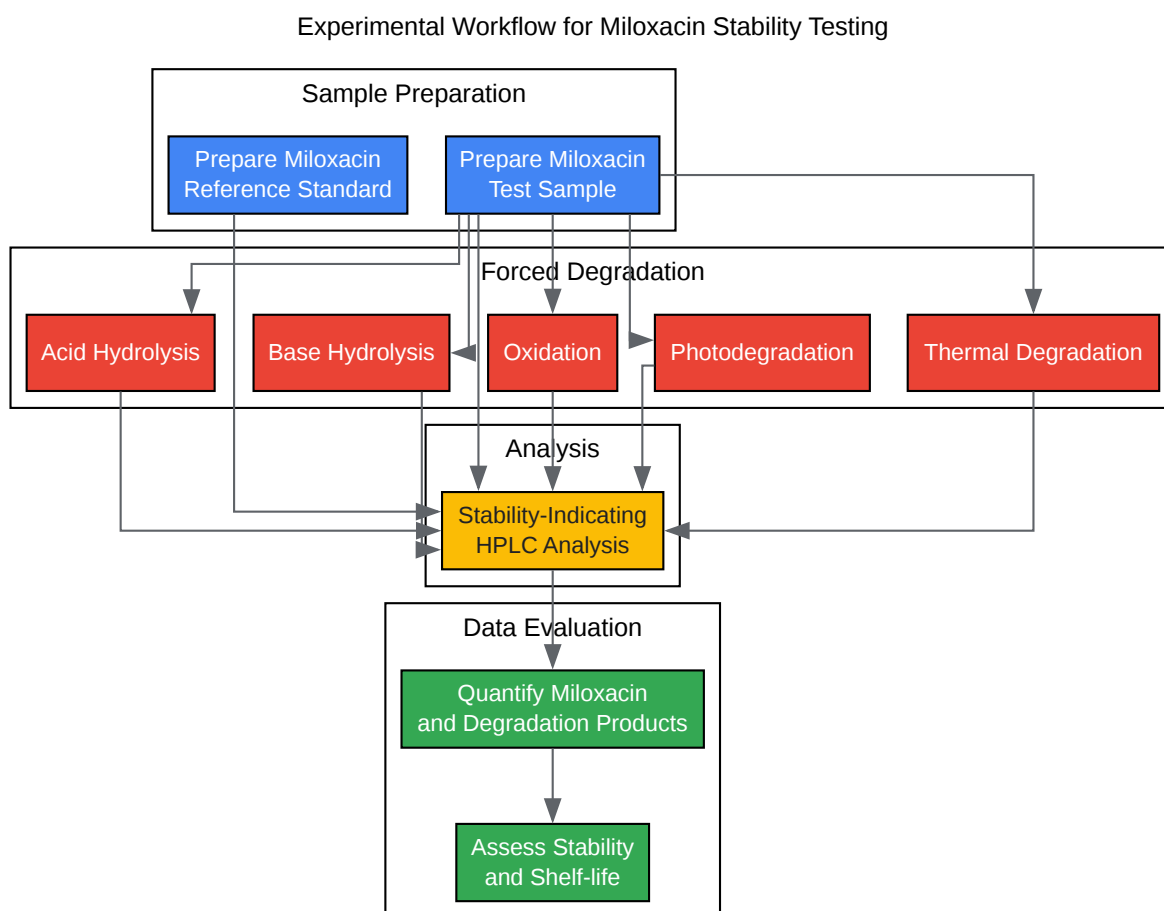 Experimental Workflow for Miloxacin Stability Testing
Sample Preparation
Prepare Miloxacin
Reference Standard
Prepare Miloxacin
Test Sample
Forced Degradation
Acid Hydrolysis
Base Hydrolysis
Oxidation
Photodegradation
Thermal Degradation
Analysis
Stability-Indicating
HPLC Analysis
Data Evaluation
Quantify Miloxacin
and Degradation Products
Assess Stability
and Shelf-life